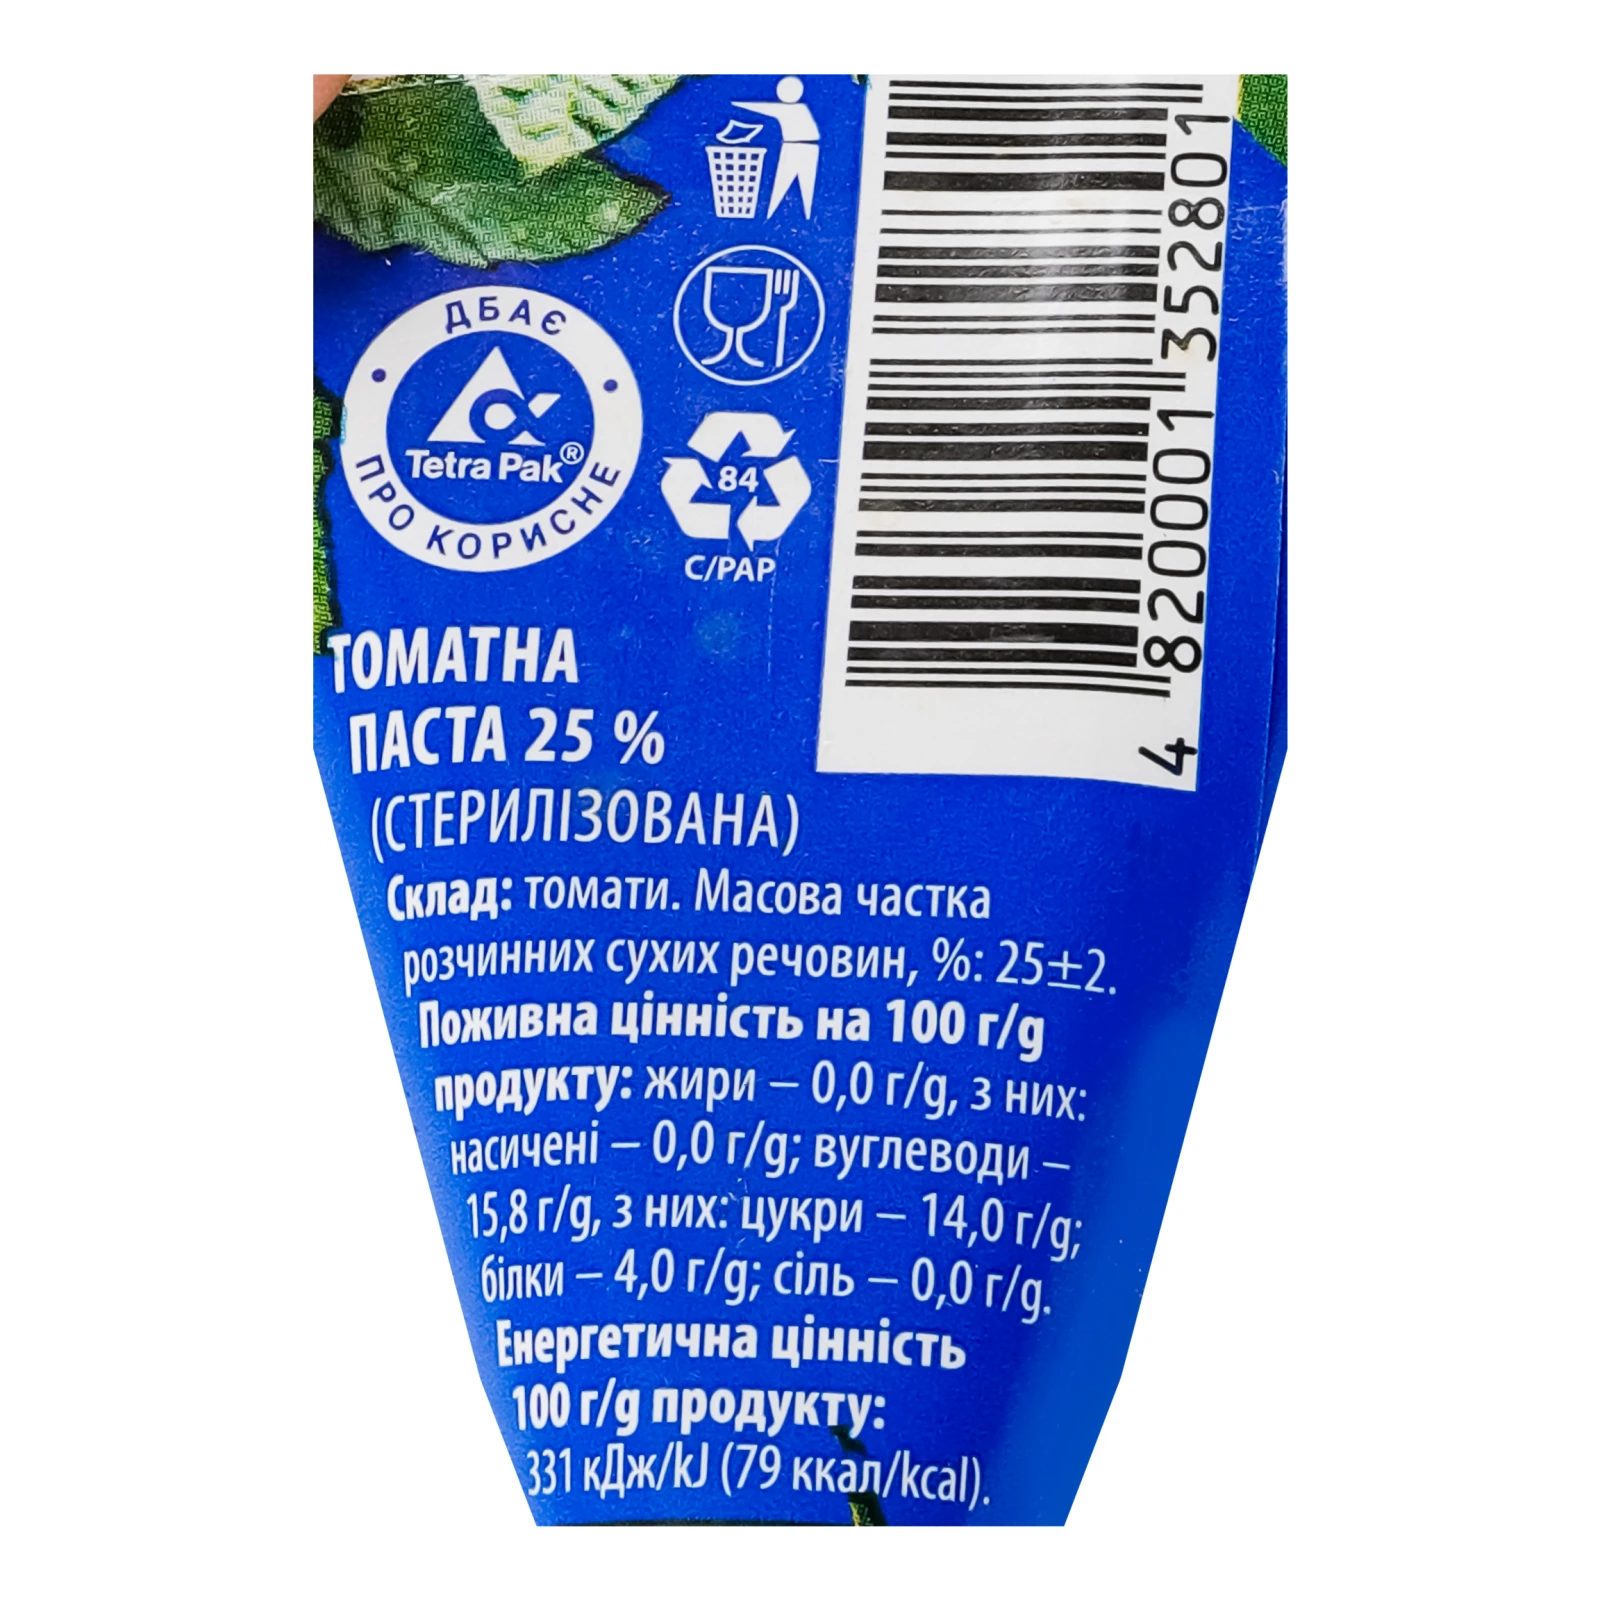 ДБАЄ
Tetra Pak®
ПРО КОРИСНЕ
84
C/PAP
4 820001 352801
ТОМАТНА
ПАСТА 25 %
(СТЕРИЛІЗОВАНА)
Склад: томати. Масова частка
розчинних сухих речовин, %: 25±2.
Поживна цінність на 100 г/g
продукту: жири – 0,0 г/g, з них:
насичені – 0,0 г/g; вуглеводи –
15,8 г/g, з них: цукри – 14,0 г/g;
білки – 4,0 г/g; сіль – 0,0 г/g.
Енергетична цінність
100 г/g продукту:
331 кДж/kJ (79 ккал/kcal).